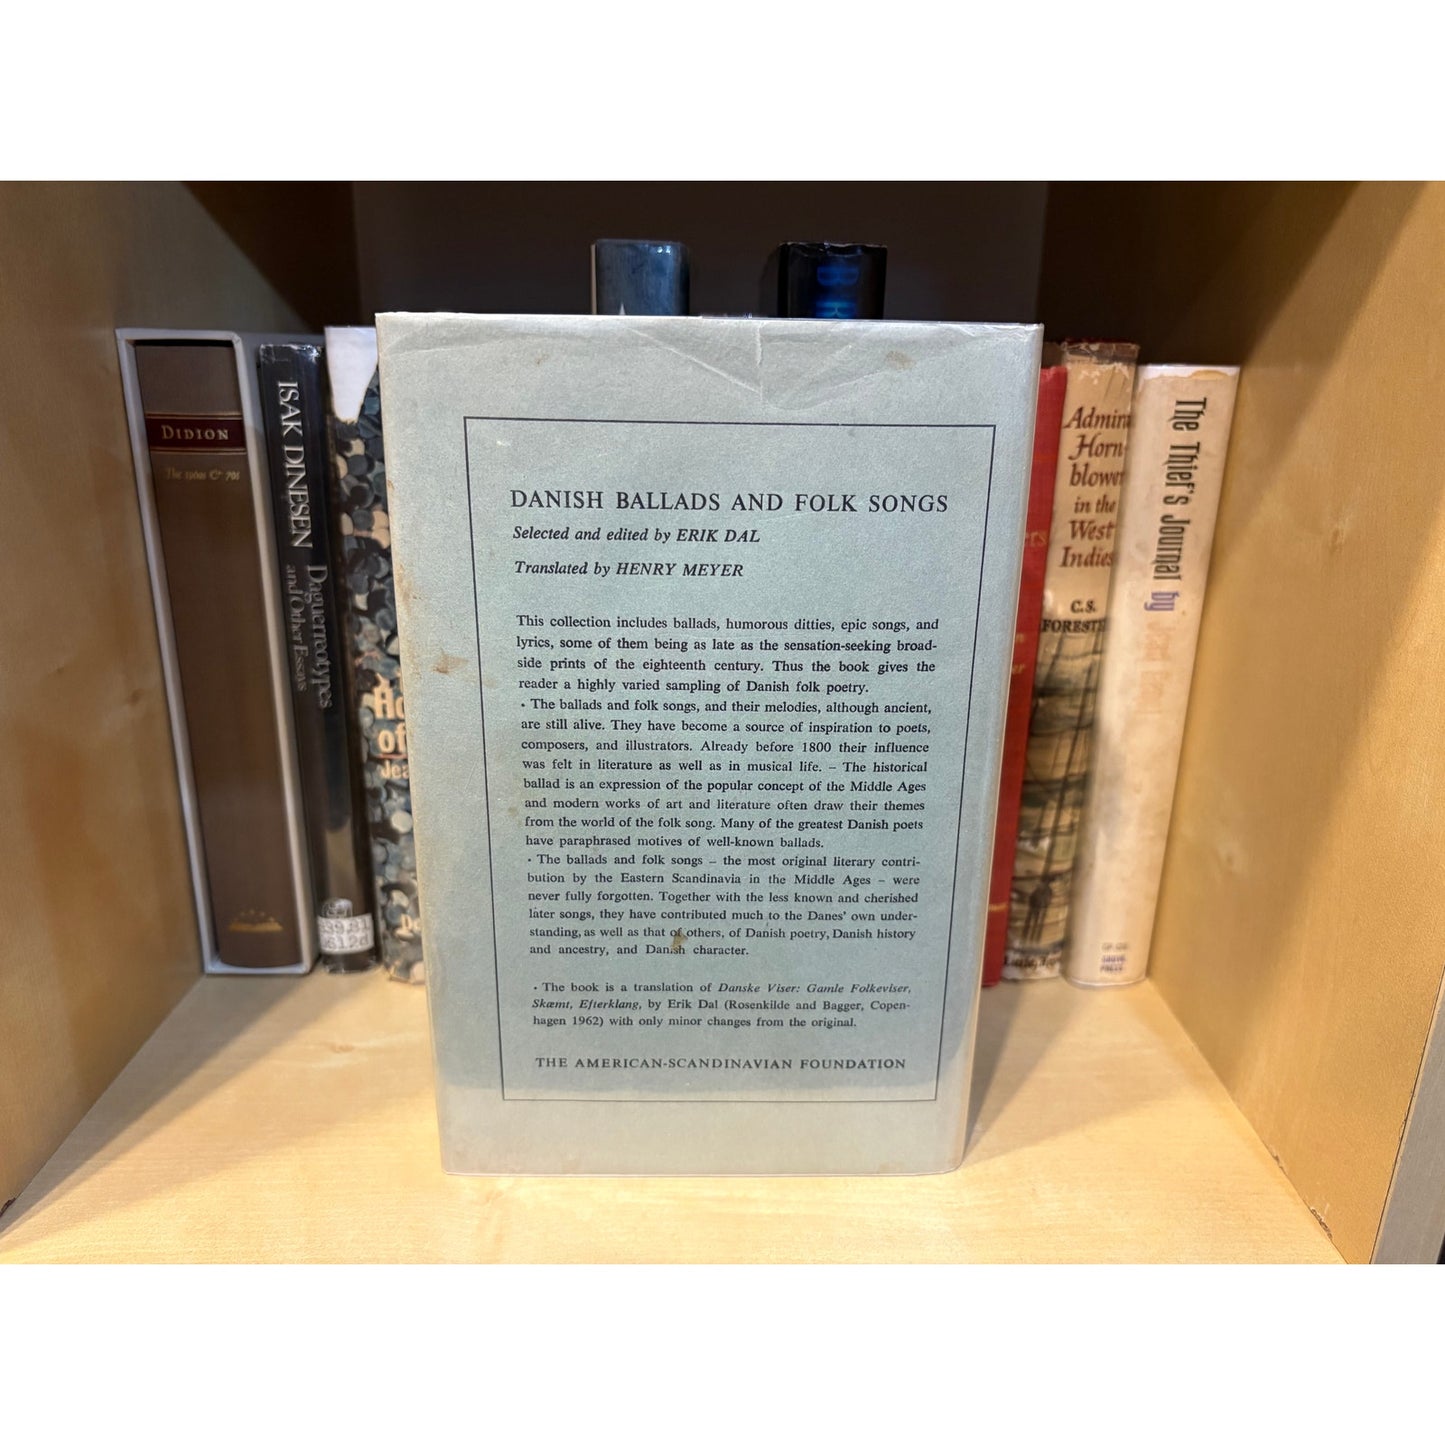 DIDION
The 1960s & 70s
ISAK DINESEN
Daguerreotypes
and Other Essays
Ho
of
Jea
DANISH BALLADS AND FOLK SONGS
Selected and edited by ERIK DAL
Translated by HENRY MEYER
This collection includes ballads, humorous ditties, epic songs, and
lyrics, some of them being as late as the sensation-seeking broad-
side prints of the eighteenth century. Thus the book gives the
reader a highly varied sampling of Danish folk poetry.
· The ballads and folk songs, and their melodies, although ancient,
are still alive. They have become a source of inspiration to poets,
composers, and illustrators. Already before 1800 their influence
was felt in literature as well as in musical life. – The historical
ballad is an expression of the popular concept of the Middle Ages
and modern works of art and literature often draw their themes
from the world of the folk song. Many of the greatest Danish poets
have paraphrased motives of well-known ballads.
· The ballads and folk songs – the most original literary contri-
bution by the Eastern Scandinavia in the Middle Ages – were
never fully forgotten. Together with the less known and cherished
later songs, they have contributed much to the Danes' own under-
standing, as well as that of others, of Danish poetry, Danish history
and ancestry, and Danish character.
· The book is a translation of Danske Viser: Gamle Folkeviser,
Skæmt, Efterklang, by Erik Dal (Rosenkilde and Bagger, Copen-
hagen 1962) with only minor changes from the original.
THE AMERICAN-SCANDINAVIAN FOUNDATION
Admira
Horn-
blower
in the
West
Indies
C.S.
FORESTE
The Thief's Journal by
GROVE
PRESS